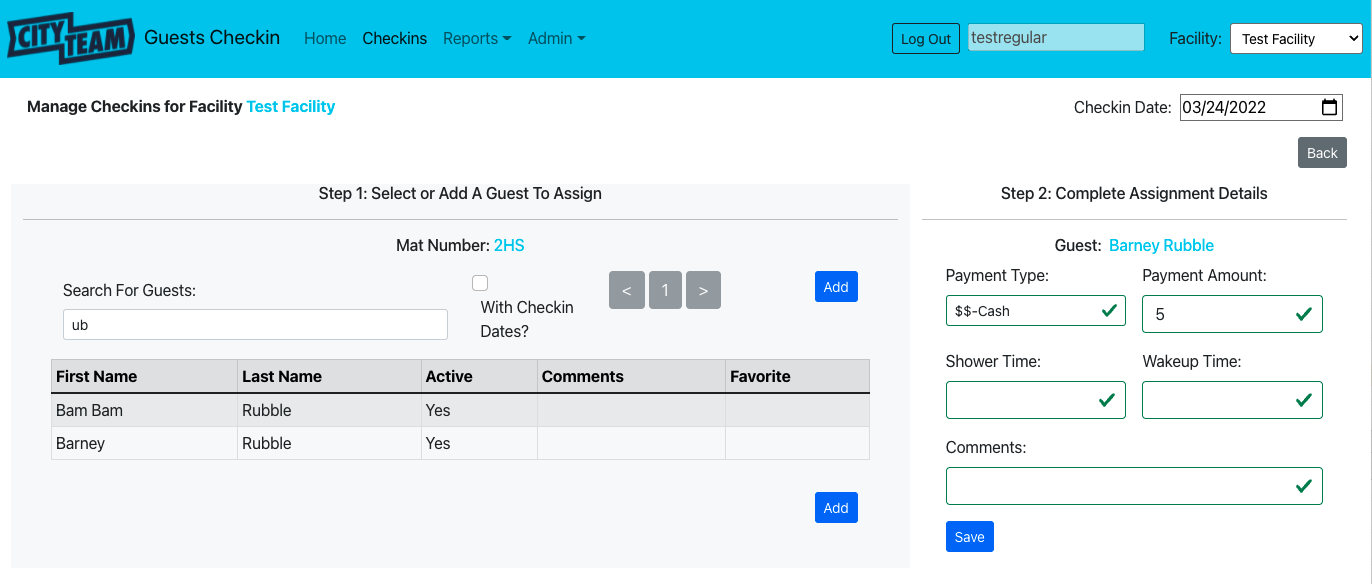 CITY TEAM Guests Checkin Home Checkins Reports Admin Log Out testregular Facility: Test Facility
Manage Checkins for Facility Test Facility Checkin Date: 03/24/2022
Back
Step 1: Select or Add A Guest To Assign
Mat Number: 2HS
Search For Guests:
ub
With Checkin
Dates?
< 1 >
Add
First Name Last Name Active Comments Favorite
Bam Bam Rubble Yes
Barney Rubble Yes
Add
Step 2: Complete Assignment Details
Guest: Barney Rubble
Payment Type: Payment Amount:
$$-Cash 5
Shower Time: Wakeup Time:
Comments:
Save